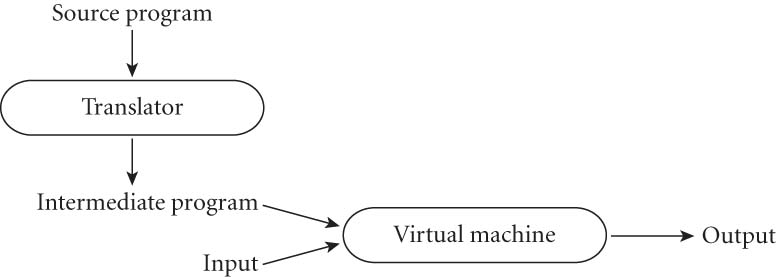 Source program
Translator
Intermediate program
Virtual machine
Output
Input